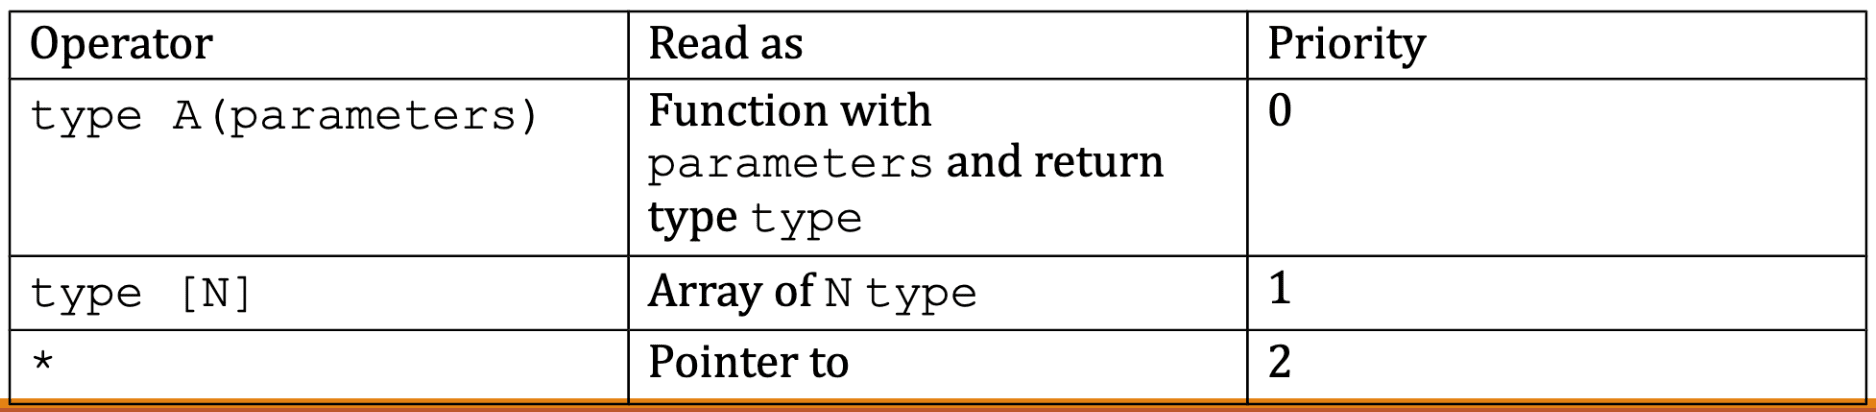 Operator Read as Priority
type A(parameters) Function with 0
parameters and return
type type
type [N] Array of N type 1
* Pointer to 2